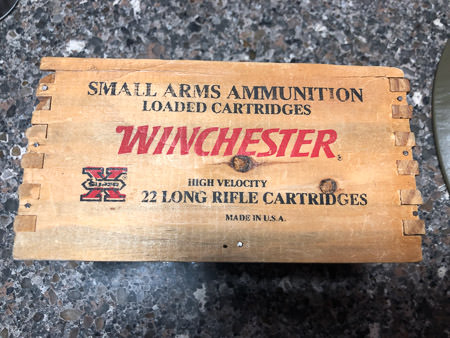 SMALL ARMS AMMUNITION
LOADED CARTRIDGES
WINCHESTER
SUPER X
HIGH VELOCITY
22 LONG RIFLE CARTRIDGES
MADE IN U.S.A.